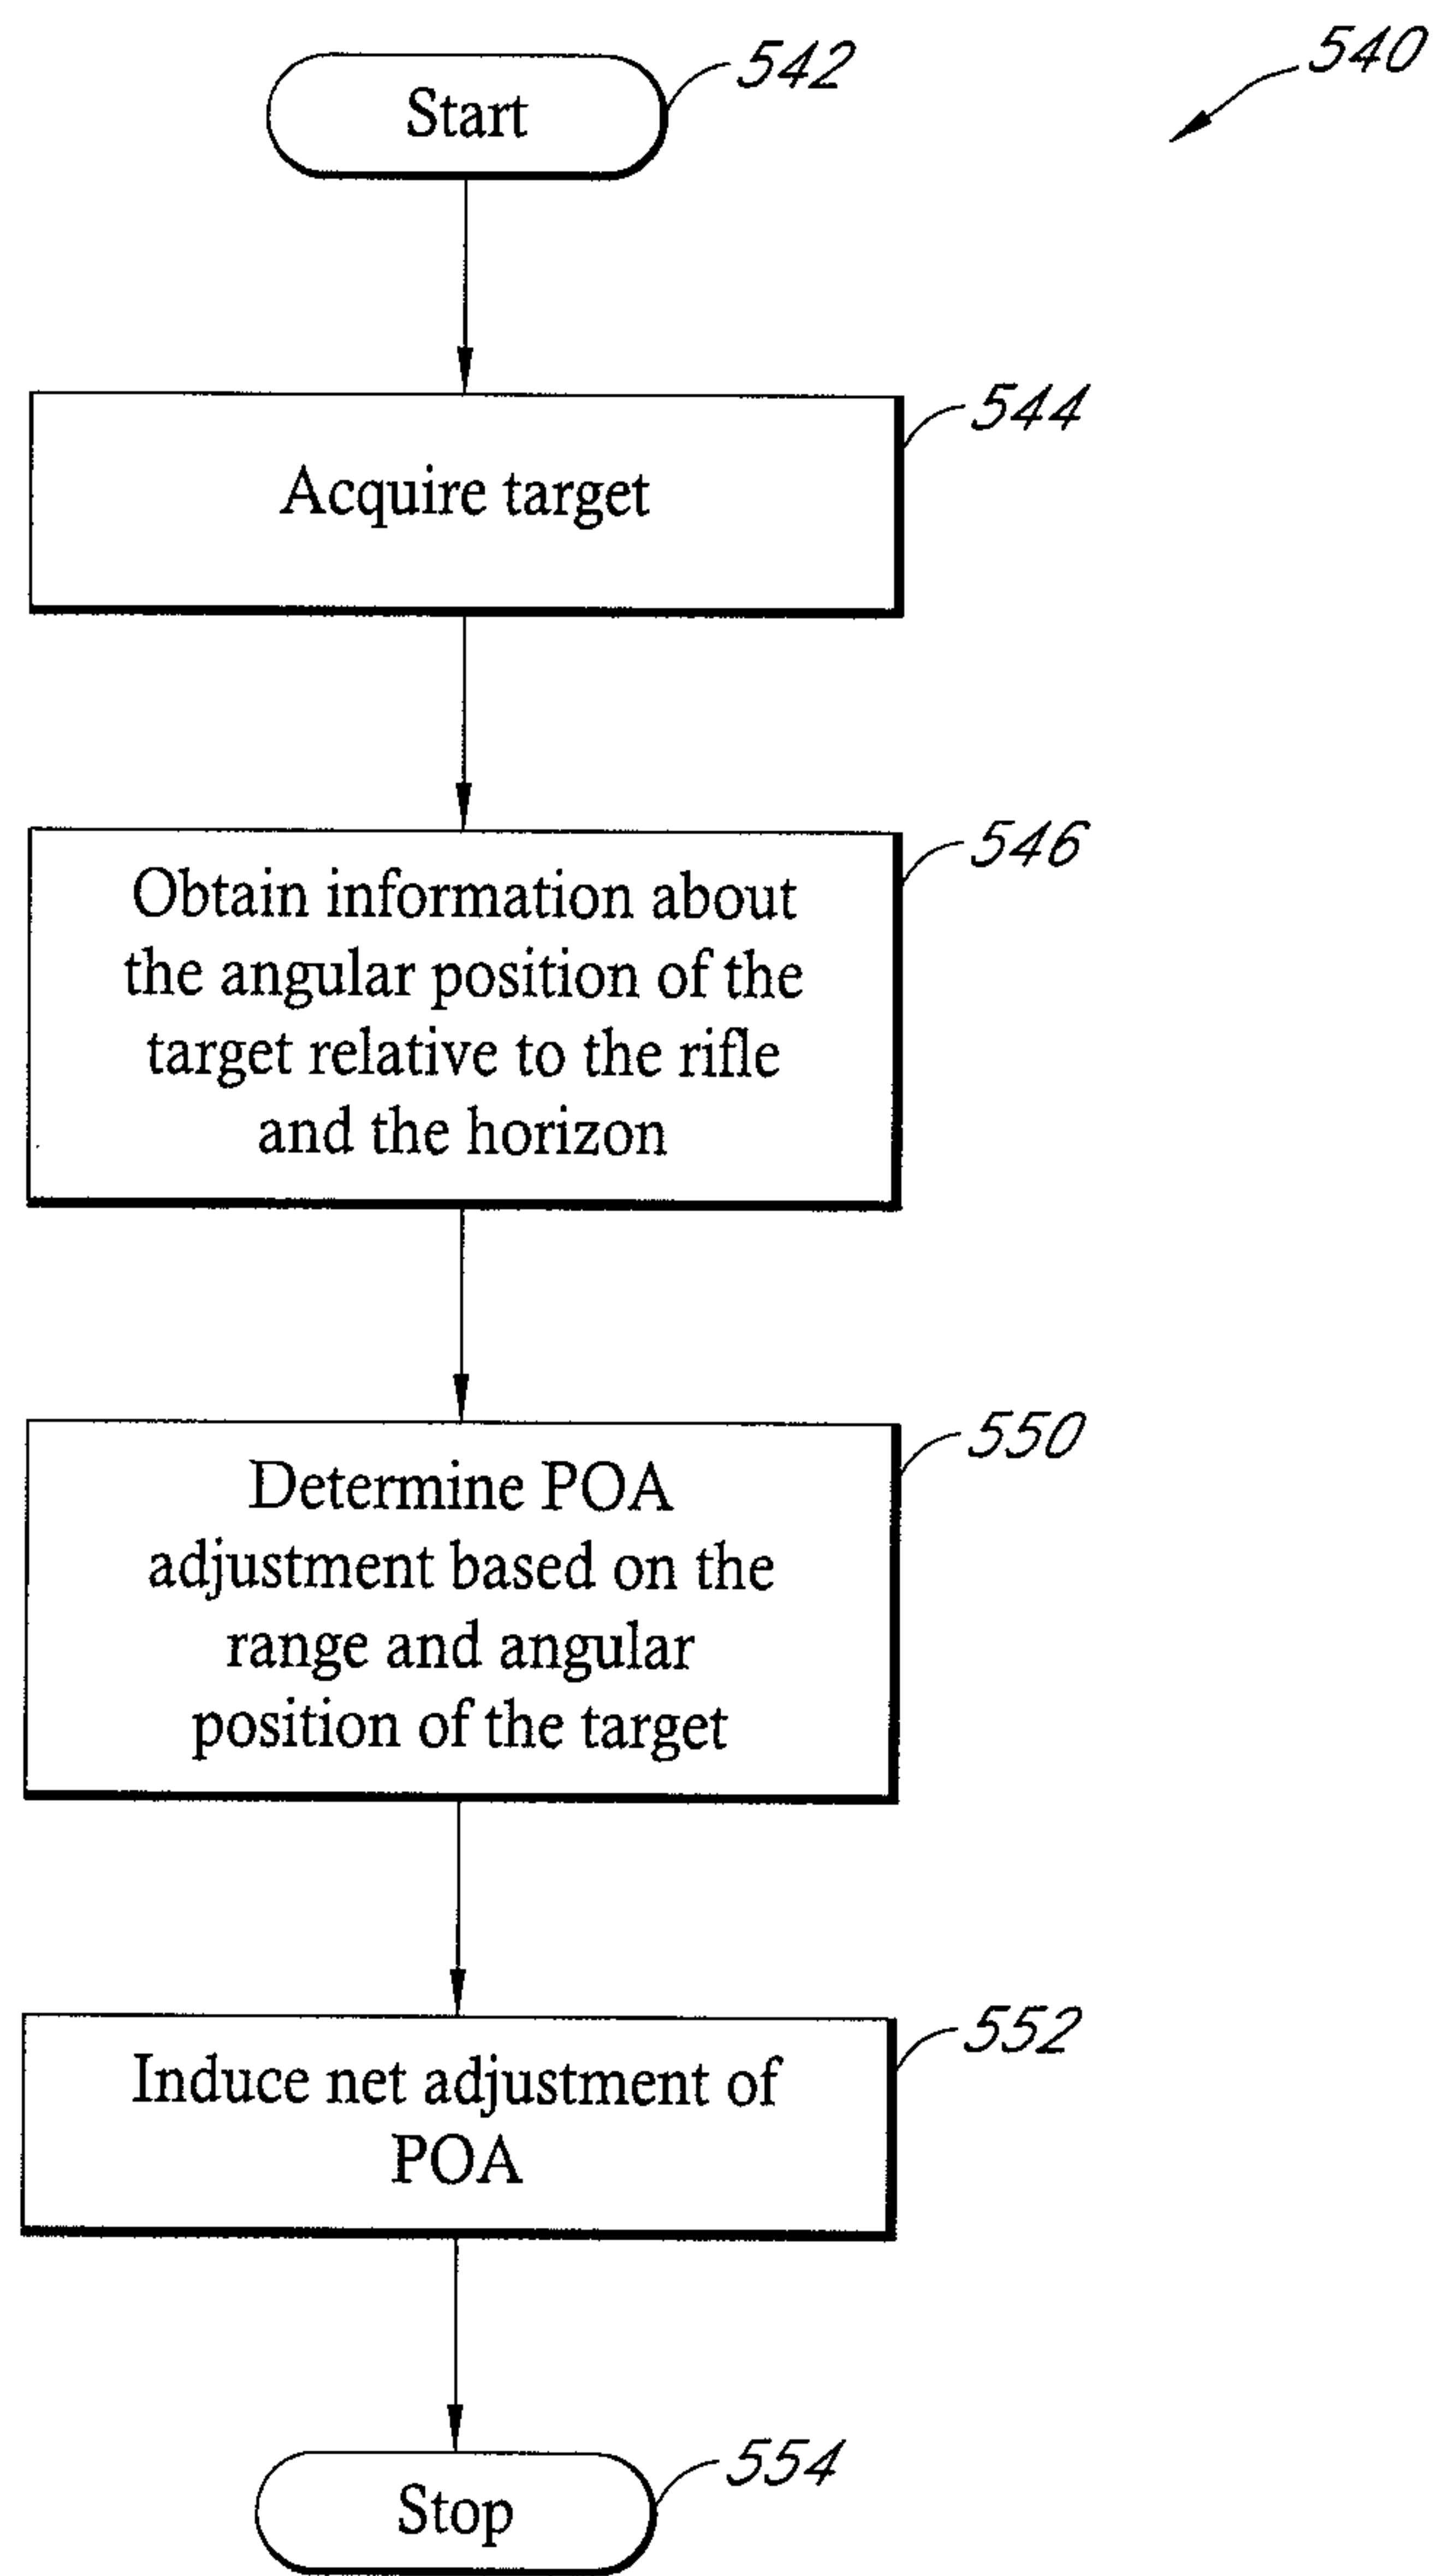 540
542
Start
544
Acquire target
546
Obtain information about
the angular position of the
target relative to the rifle
and the horizon
550
Determine POA
adjustment based on the
range and angular
position of the target
552
Induce net adjustment of
POA
554
Stop